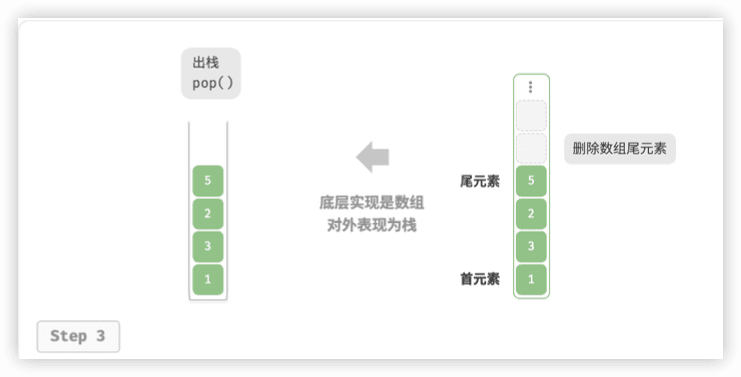 出栈
pop()
5
2
3
1
底层实现是数组
对外表现为栈
尾元素
首元素
5
2
3
1
删除数组尾元素
Step 3